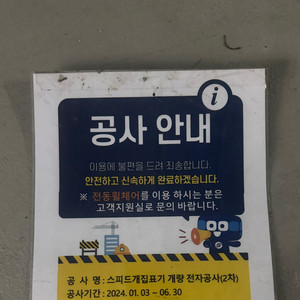 공사 안내
이용에 불편을 드려 죄송합니다.
안전하고 신속하게 완료하겠습니다.
※ 전동휠체어를 이용 하시는 분은
고객지원실로 문의 바랍니다.
공 사 명 : 스피드개집표기 개량 전자공사(2차)
공사기간 : 2024. 01. 03 ~ 06. 30